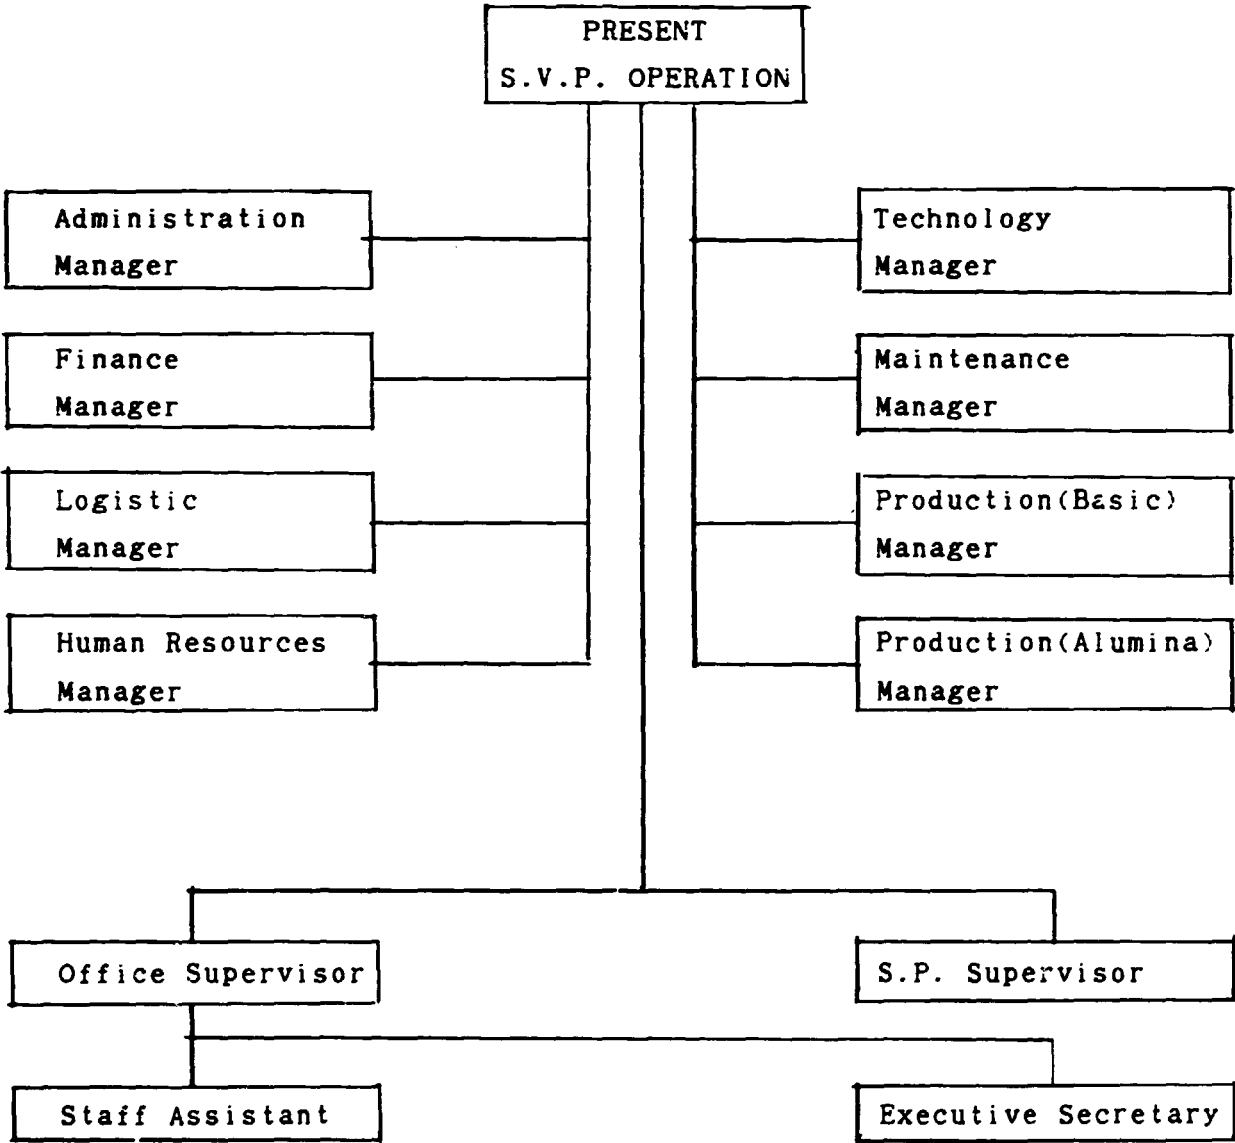 PRESENT
S.V.P. OPERATION
Administration
Manager
Technology
Manager
Finance
Manager
Maintenance
Manager
Logistic
Manager
Production(Basic)
Manager
Human Resources
Manager
Production(Alumina)
Manager
Office Supervisor
S.P. Supervisor
Staff Assistant
Executive Secretary